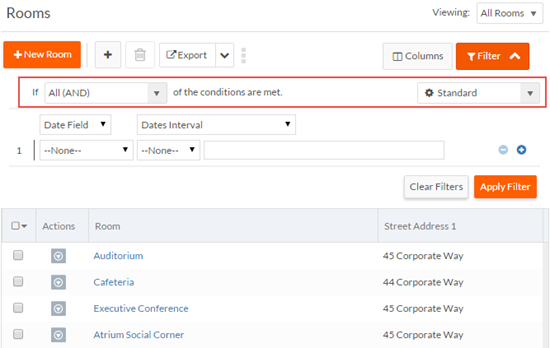 Rooms
Viewing: All Rooms
+ New Room + Export Columns Filter
If All (AND) of the conditions are met. Standard
Date Field Dates Interval
1 --None-- --None--
Clear Filters Apply Filter
Actions Room Street Address 1
Auditorium 45 Corporate Way
Cafeteria 44 Corporate Way
Executive Conference 45 Corporate Way
Atrium Social Corner 45 Corporate Way